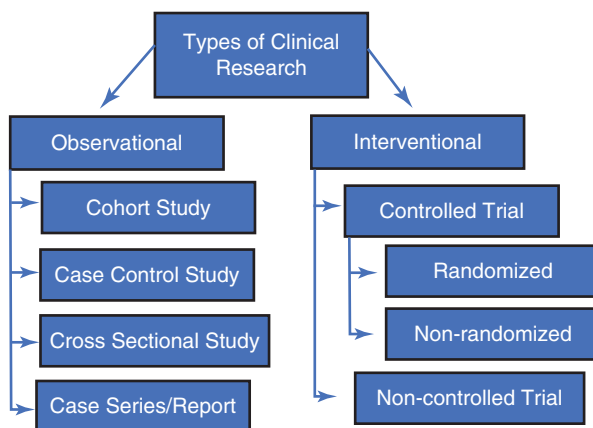 Types of Clinical
Research
Observational
Cohort Study
Case Control Study
Cross Sectional Study
Case Series/Report
Interventional
Controlled Trial
Randomized
Non-randomized
Non-controlled Trial